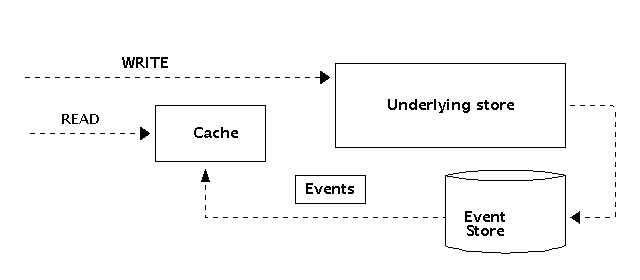 WRITE
Underlying store
READ
Cache
Events
Event
Store